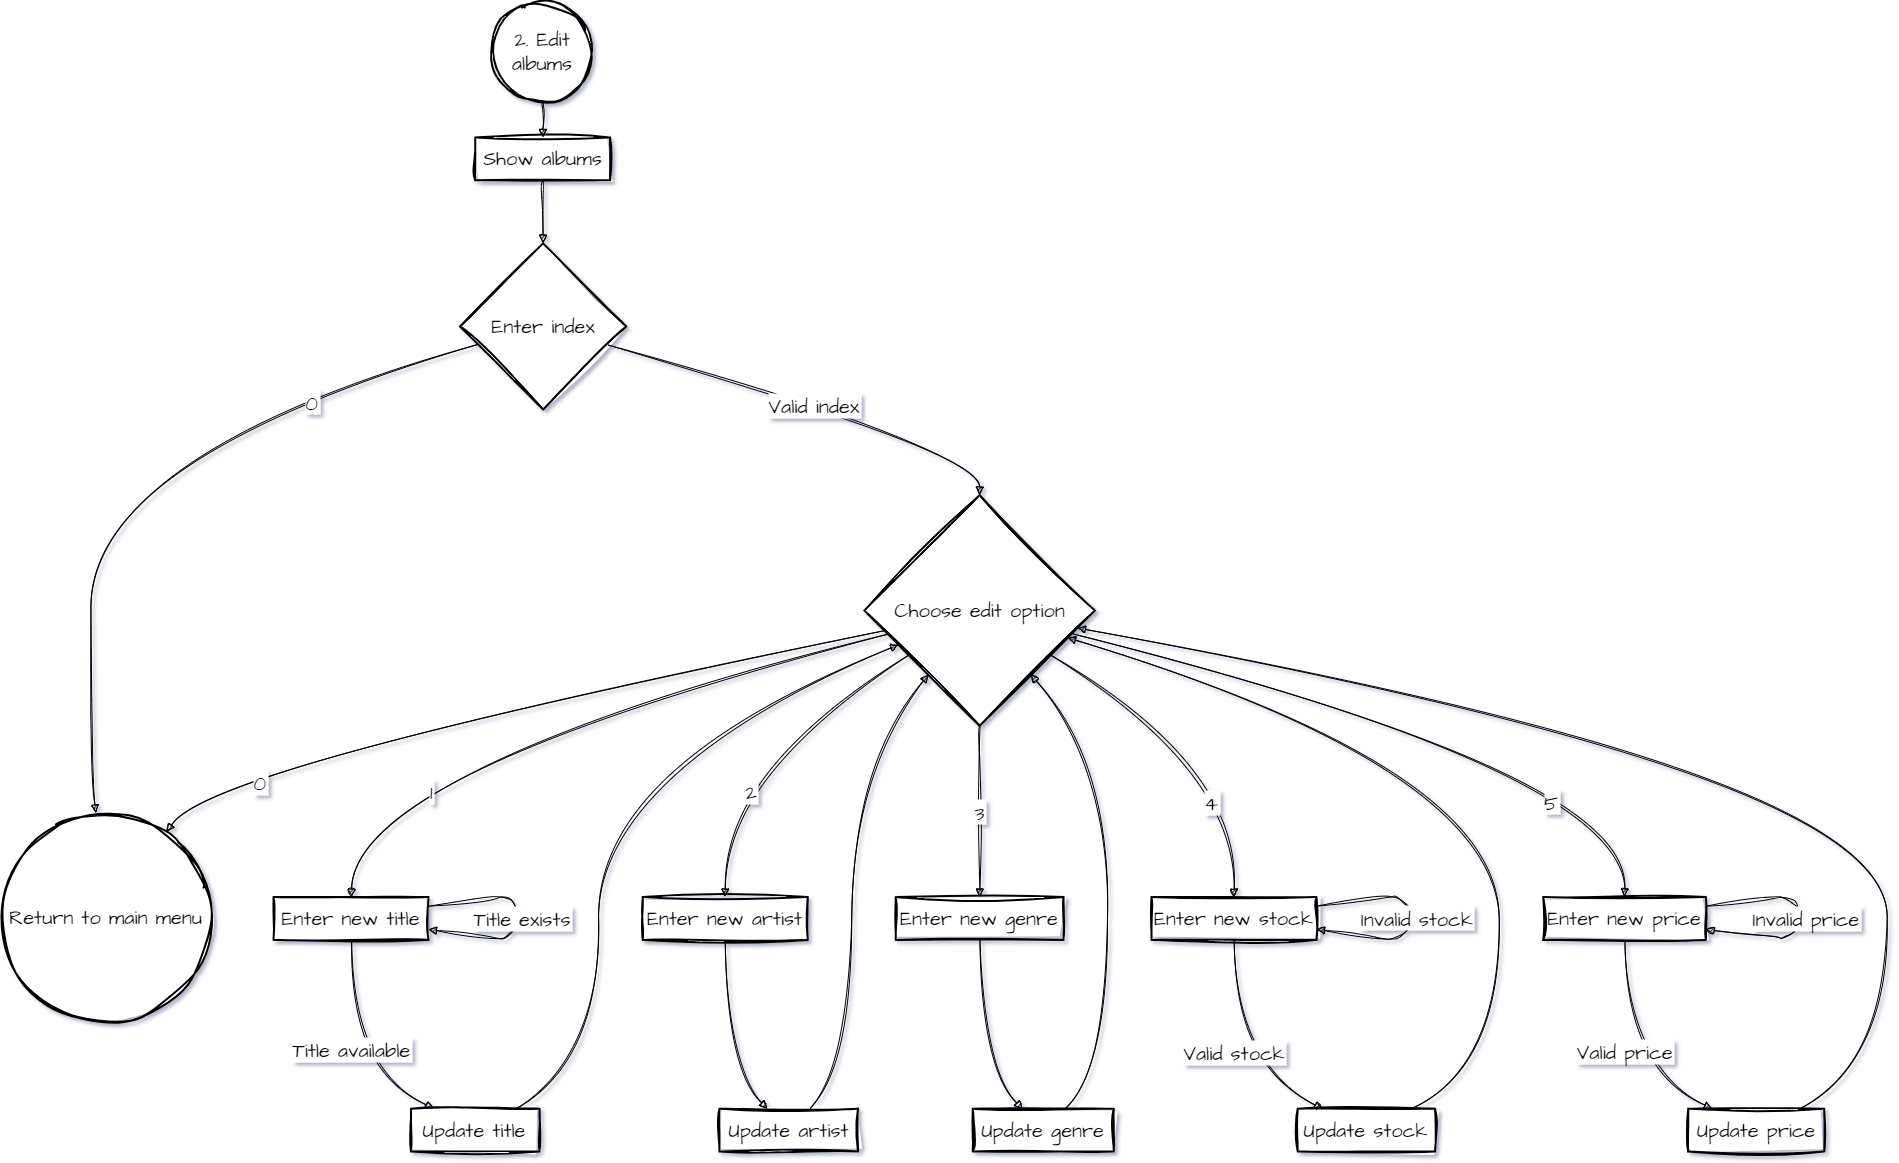 2. Edit
albums
Show albums
Enter index
0
Valid index
Choose edit option
0
1
2
3
4
5
Return to main menu
Enter new title
Title exists
Enter new artist
Enter new genre
Enter new stock
Invalid stock
Enter new price
Invalid price
Title available
Valid stock
Valid price
Update title
Update artist
Update genre
Update stock
Update price